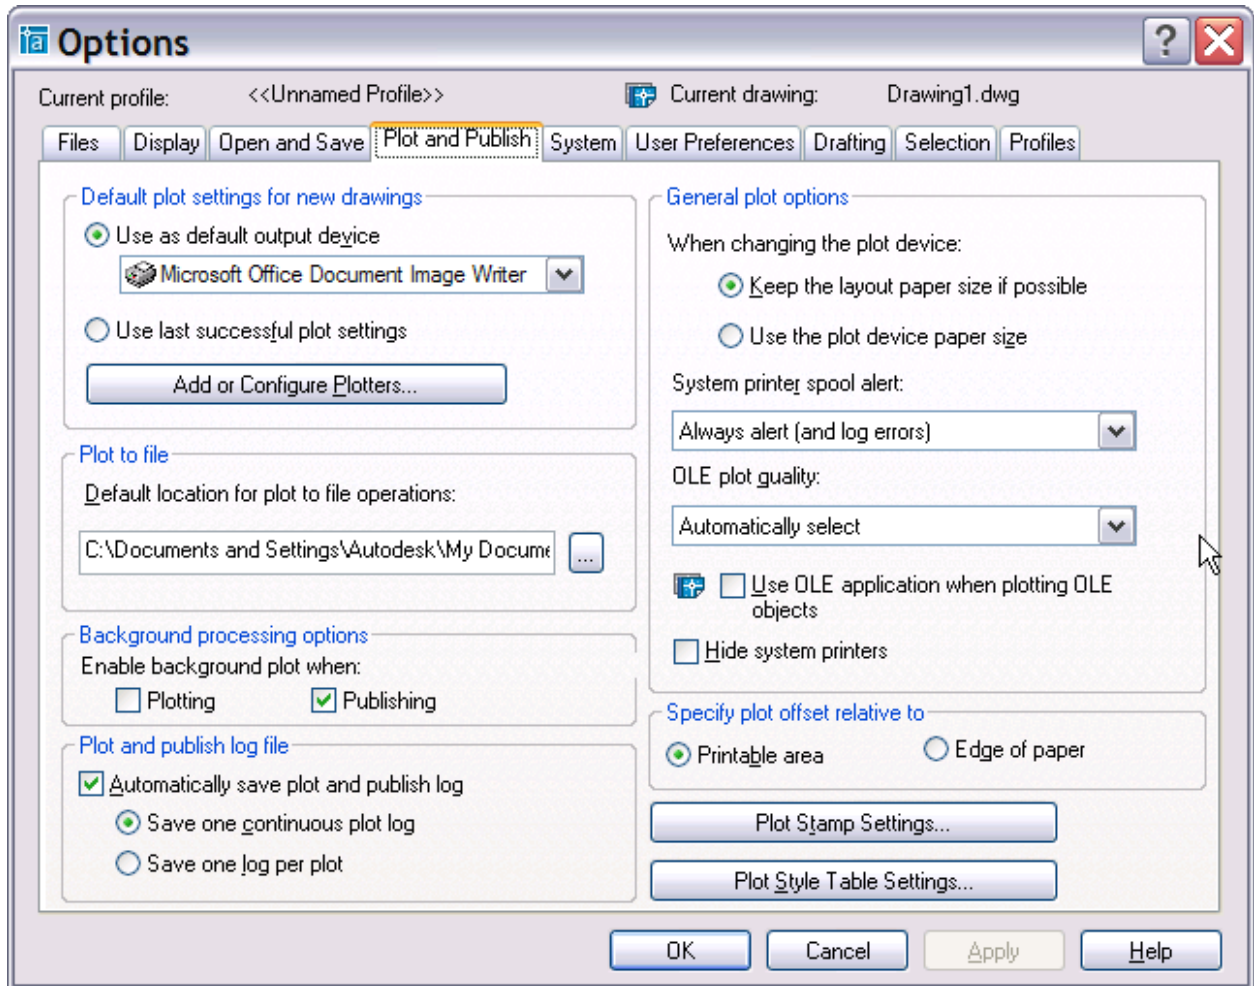 Options
Current profile: <<Unnamed Profile>> Current drawing: Drawing1.dwg
Files Display Open and Save Plot and Publish System User Preferences Drafting Selection Profiles
Default plot settings for new drawings
Use as default output device
Microsoft Office Document Image Writer
Use last successful plot settings
Add or Configure Plotters...
Plot to file
Default location for plot to file operations:
C:\Documents and Settings\Autodesk\My Docume
...
Background processing options
Enable background plot when:
Plotting Publishing
Plot and publish log file
Automatically save plot and publish log
Save one continuous plot log
Save one log per plot
General plot options
When changing the plot device:
Keep the layout paper size if possible
Use the plot device paper size
System printer spool alert:
Always alert (and log errors)
OLE plot quality:
Automatically select
Use OLE application when plotting OLE
objects
Hide system printers
Specify plot offset relative to
Printable area Edge of paper
Plot Stamp Settings...
Plot Style Table Settings...
OK Cancel Apply Help